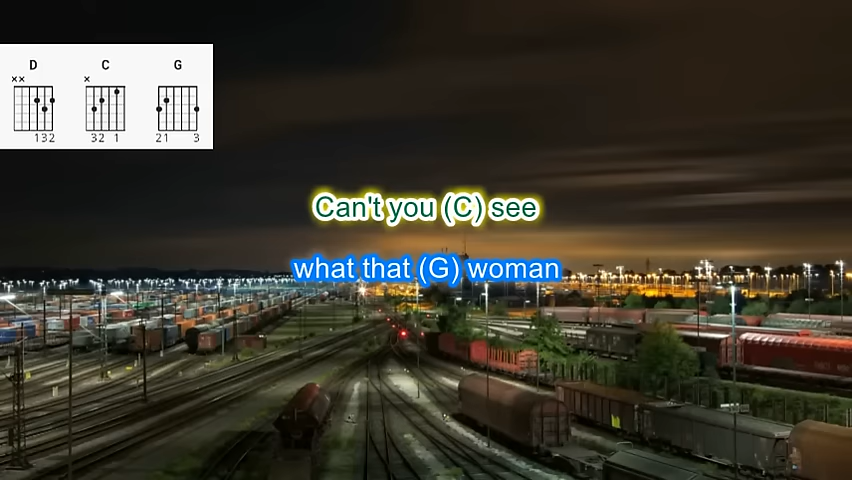 D C G
×× ×
132 32 1 21 3
Can't you (C) see
what that (G) woman